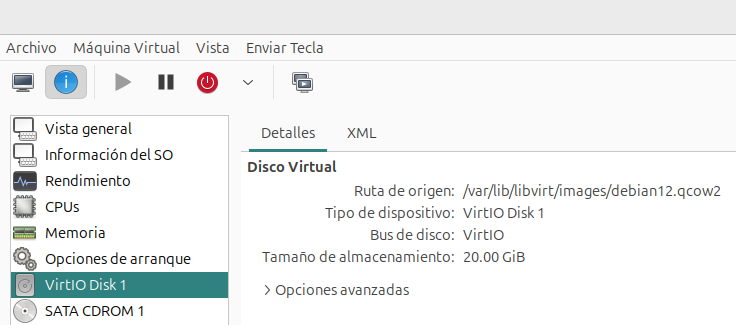 Archivo Máquina Virtual Vista Enviar Tecla
Vista general
Información del SO
Rendimiento
CPUs
Memoria
Opciones de arranque
VirtIO Disk 1
SATA CDROM 1
Detalles XML
Disco Virtual
Ruta de origen: /var/lib/libvirt/images/debian12.qcow2
Tipo de dispositivo: VirtIO Disk 1
Bus de disco: VirtIO
Tamaño de almacenamiento: 20.00 GiB
Opciones avanzadas